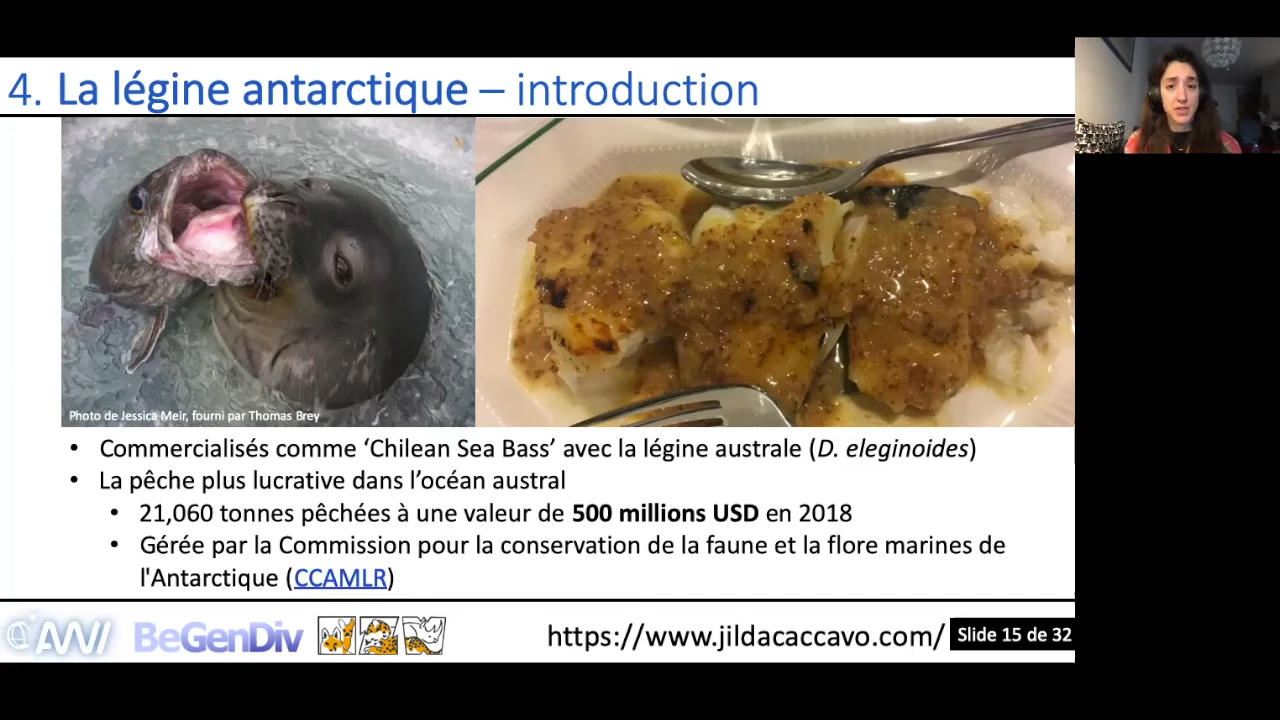 4. La légine antarctique – introduction
Photo de Jessica Meir, fourni par Thomas Brey
• Commercialisés comme ‘Chilean Sea Bass’ avec la légine australe (D. eleginoides)
• La pêche plus lucrative dans l’océan austral
• 21,060 tonnes pêchées à une valeur de 500 millions USD en 2018
• Gérée par la Commission pour la conservation de la faune et la flore marines de
l'Antarctique (CCAMLR)
AWI
BeGenDiv
https://www.jildacaccavo.com/
Slide 15 de 32